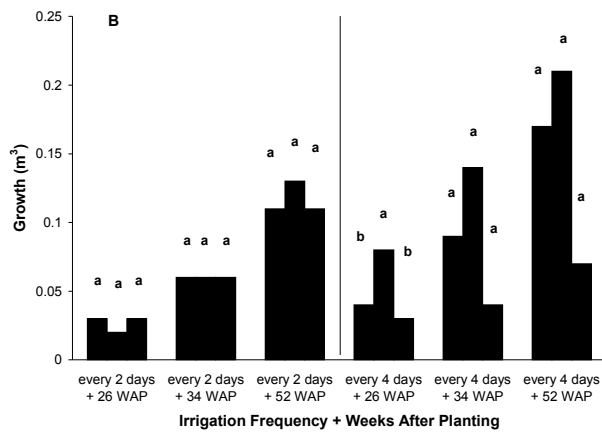 B
0.25
0.2
0.15
0.1
0.05
0
Growth (m³)
a a a
a a a
a a a
b a b
a a a
a a a
every 2 days
+ 26 WAP
every 2 days
+ 34 WAP
every 2 days
+ 52 WAP
every 4 days
+ 26 WAP
every 4 days
+ 34 WAP
every 4 days
+ 52 WAP
Irrigation Frequency + Weeks After Planting